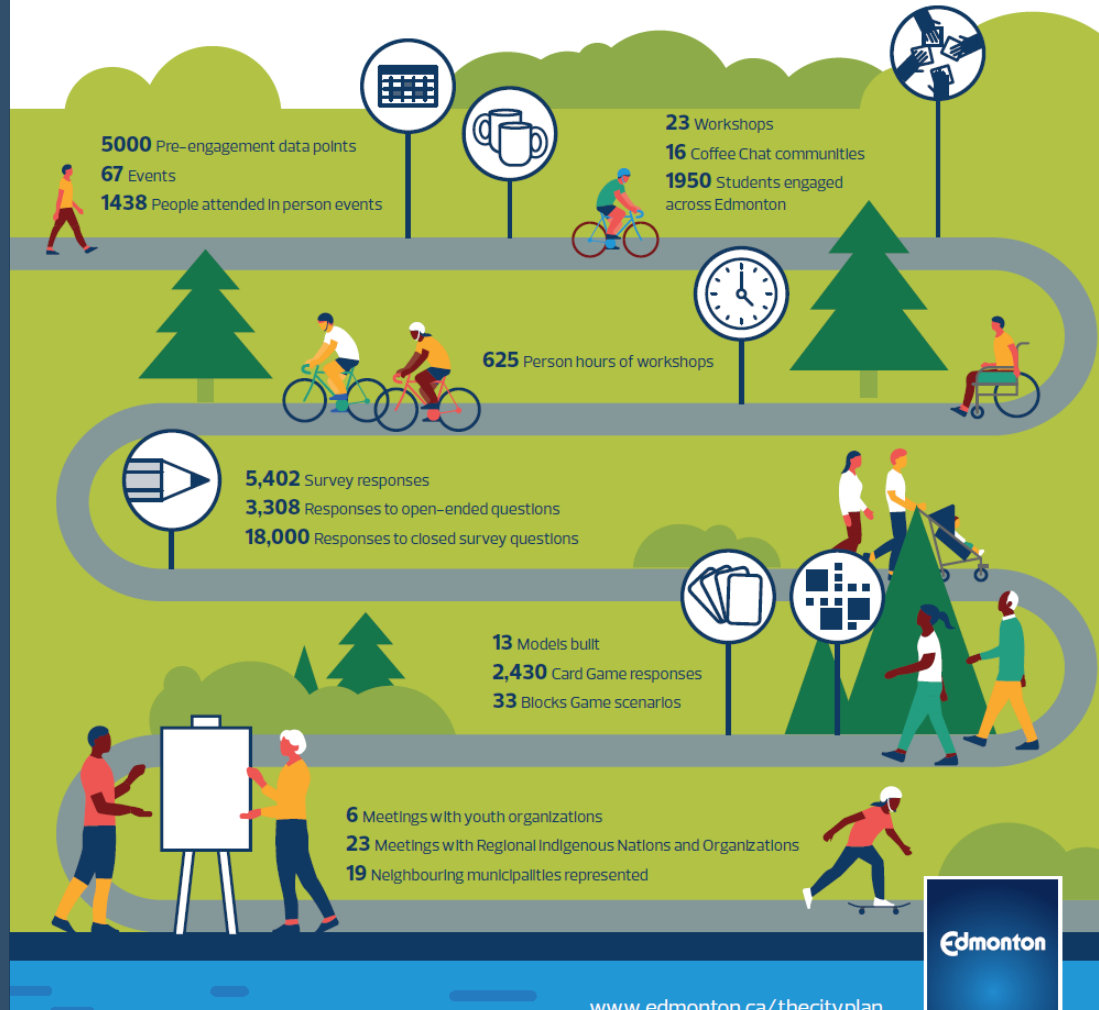 5000 Pre-engagement data points
67 Events
1438 People attended in person events
23 Workshops
16 Coffee Chat communities
1950 Students engaged
across Edmonton
625 Person hours of workshops
5,402 Survey responses
3,308 Responses to open-ended questions
18,000 Responses to closed survey questions
13 Models built
2,430 Card Game responses
33 Blocks Game scenarios
6 Meetings with youth organizations
23 Meetings with Regional Indigenous Nations and Organizations
19 Neighbouring municipalities represented
Edmonton
www.edmonton.ca/thecityplan